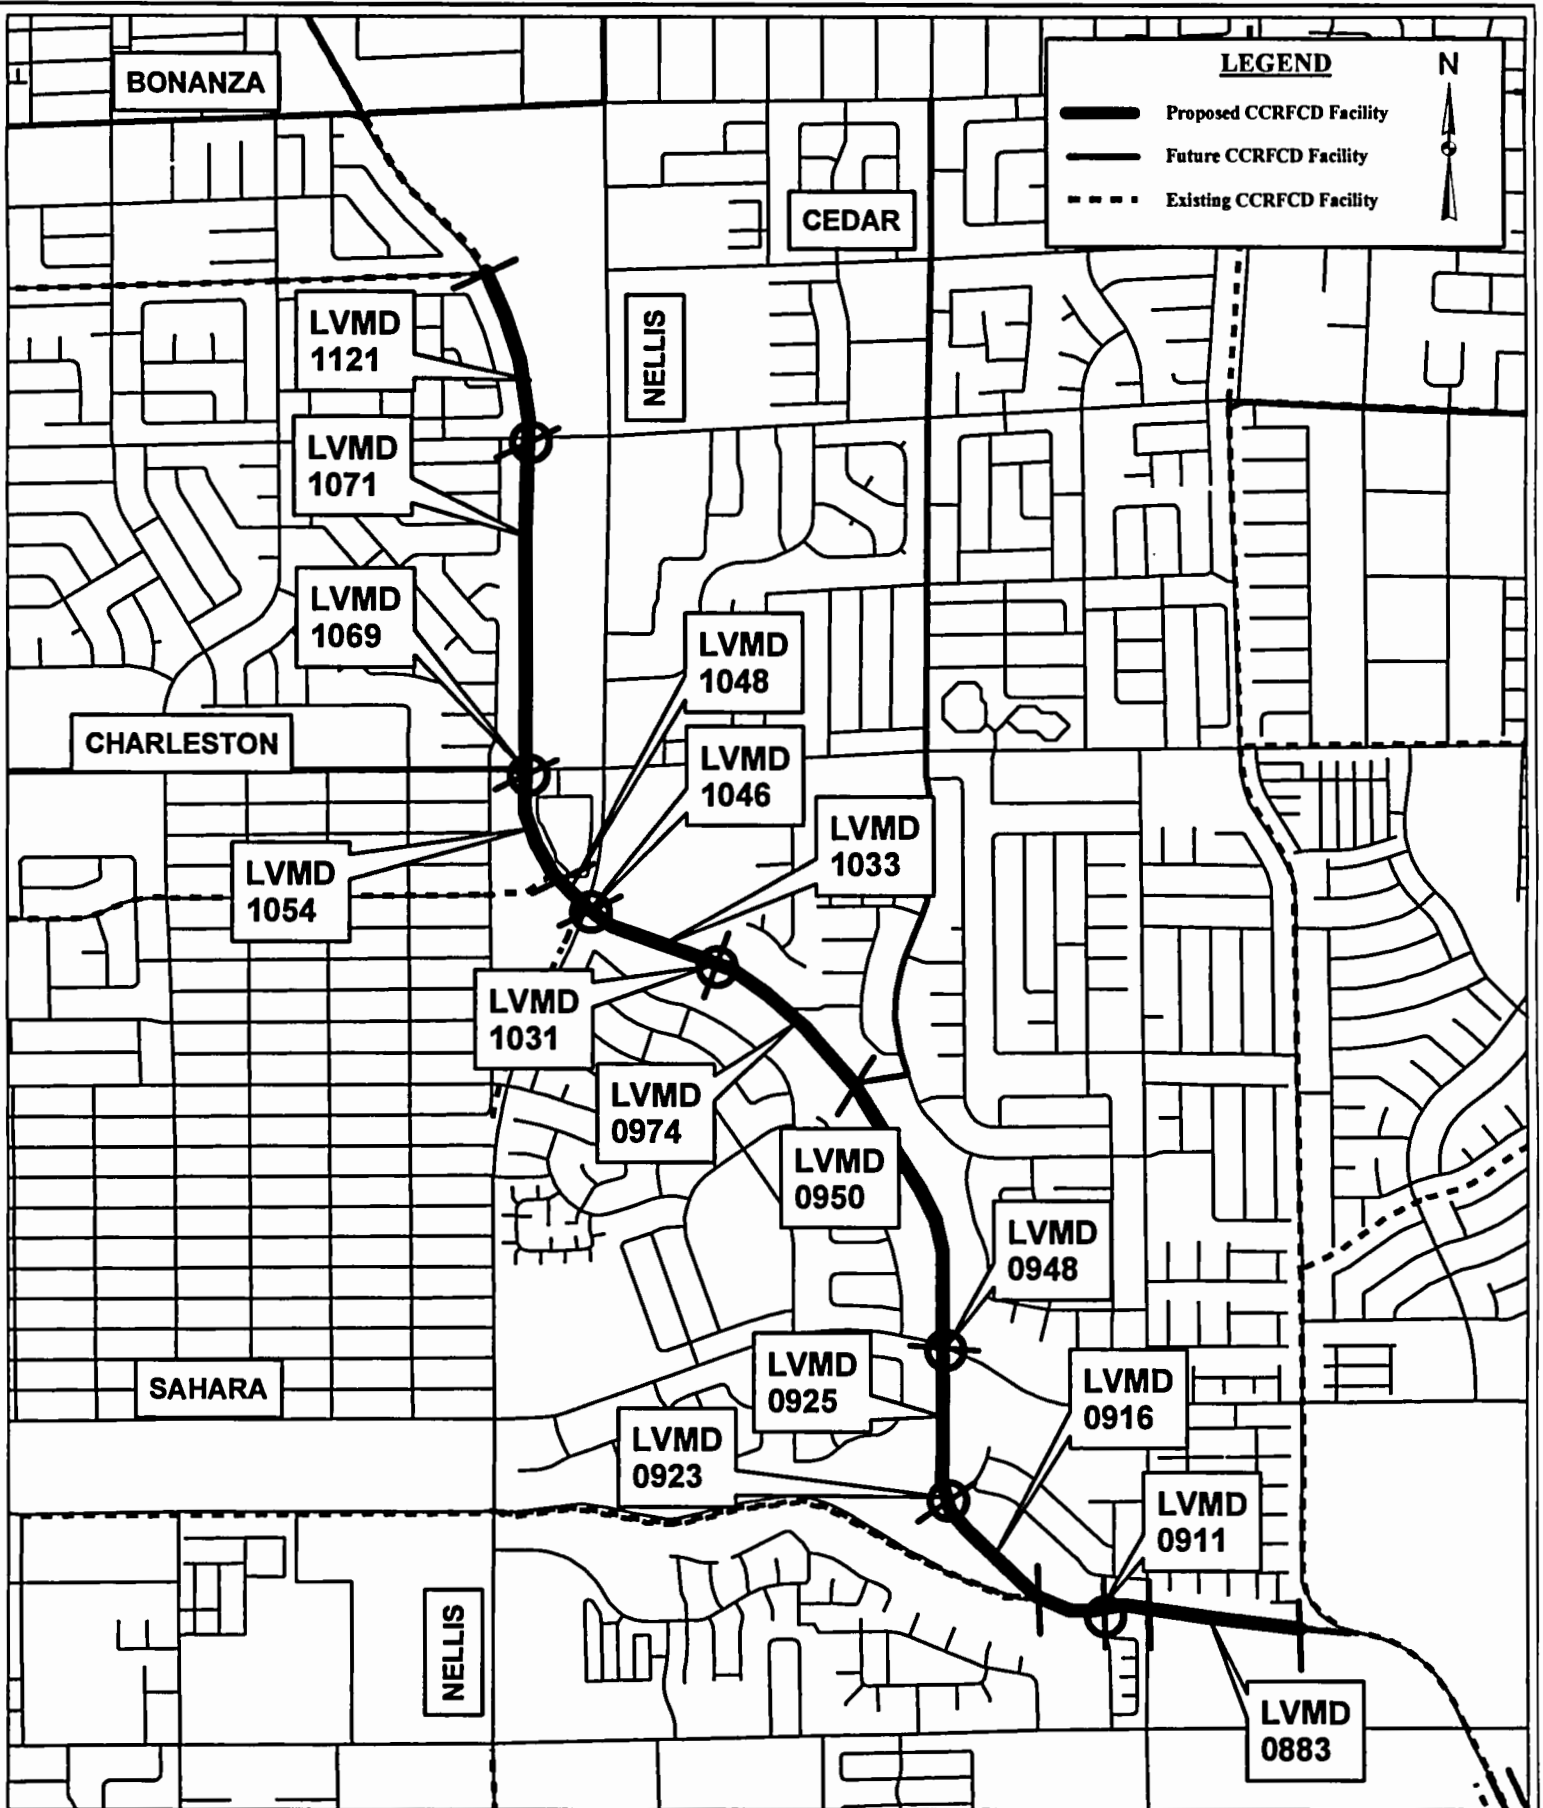 BONANZA
LEGEND
N
Proposed CCRFCD Facility
Future CCRFCD Facility
Existing CCRFCD Facility
CEDAR
LVMD
1121
NELLIS
LVMD
1071
LVMD
1069
LVMD
1048
CHARLESTON
LVMD
1046
LVMD
1033
LVMD
1054
LVMD
1031
LVMD
0974
LVMD
0950
LVMD
0948
LVMD
0925
SAHARA
LVMD
0916
LVMD
0923
LVMD
0911
NELLIS
LVMD
0883